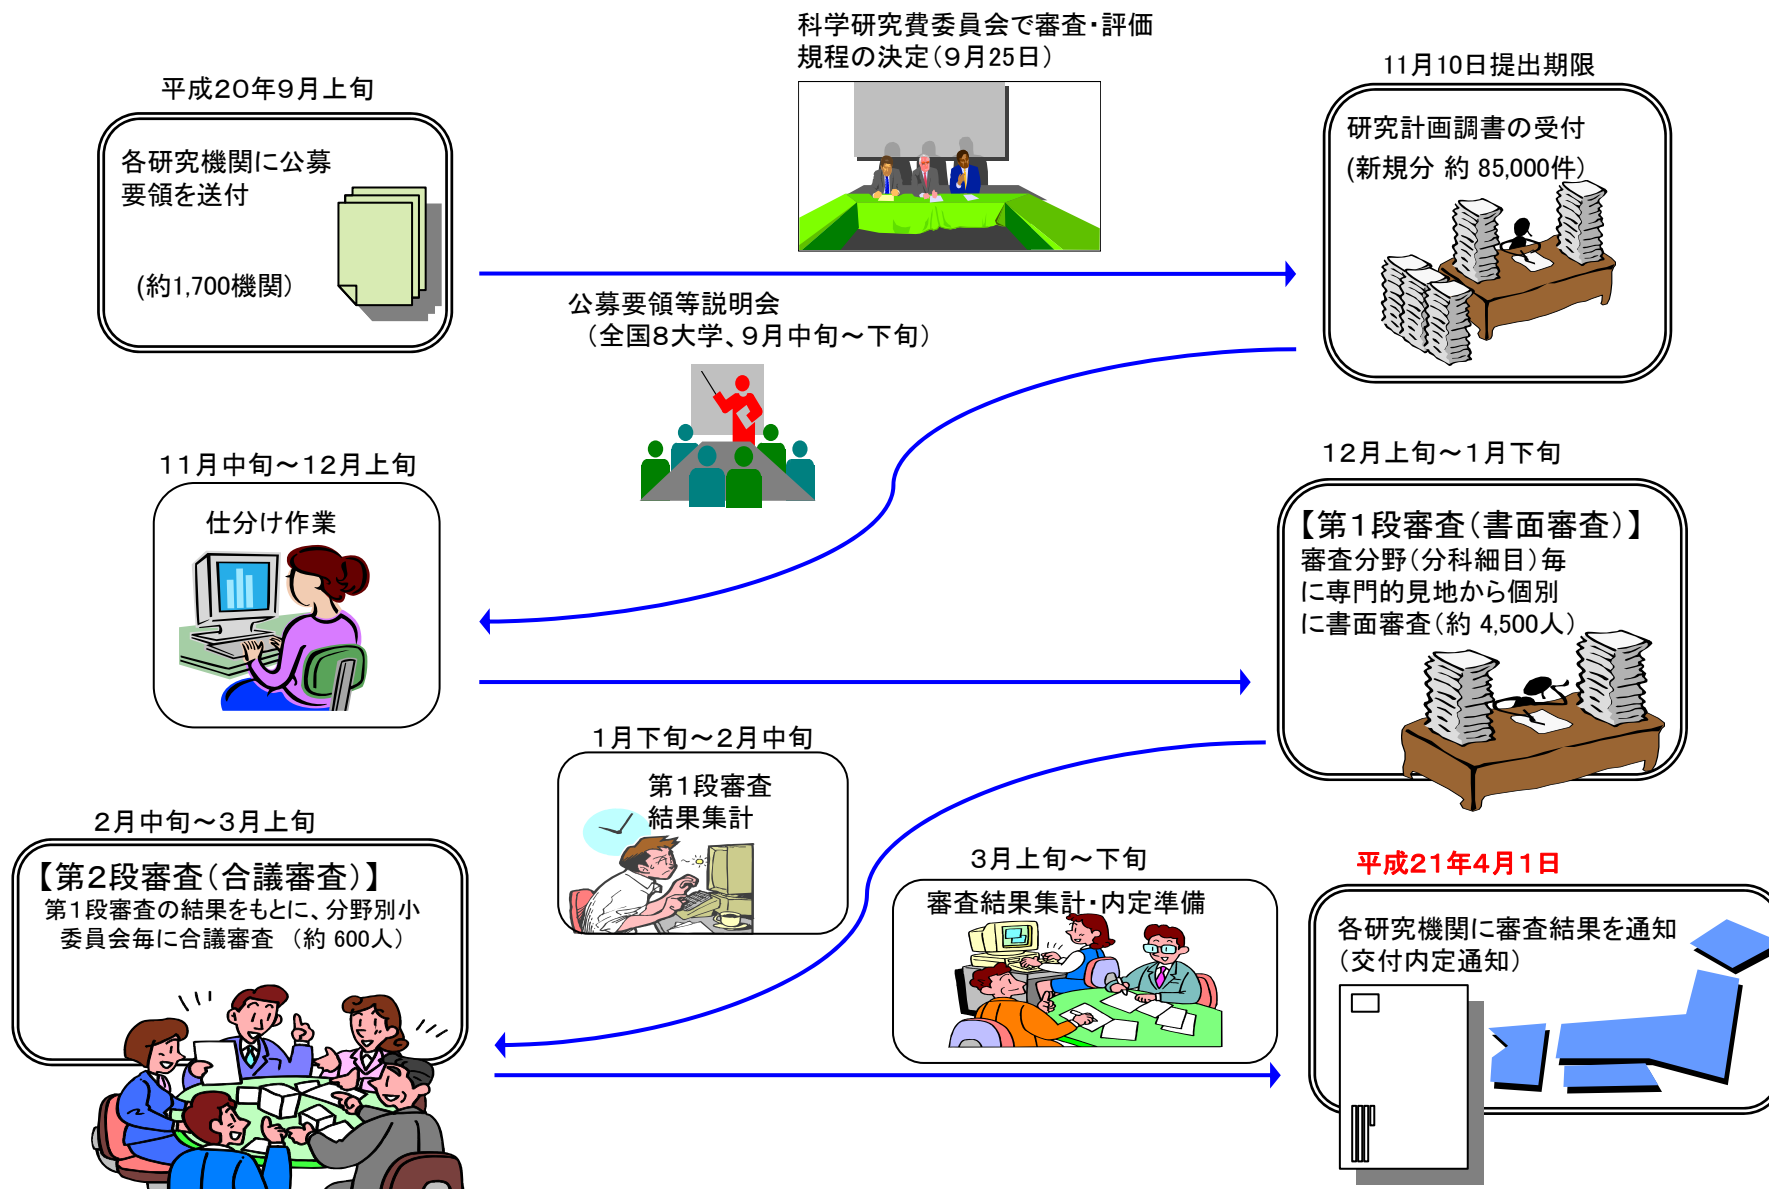 平成20年9月上旬
各研究機関に公募
要領を送付
(約1,700機関)
科学研究費委員会で審査・評価
規程の決定(9月25日)
公募要領等説明会
(全国8大学、9月中旬～下旬)
11月10日提出期限
研究計画調書の受付
(新規分 約 85,000件)
11月中旬～12月上旬
仕分け作業
12月上旬～1月下旬
【第1段審査(書面審査)】
審査分野(分科細目)毎
に専門的見地から個別
に書面審査(約 4,500人)
1月下旬～2月中旬
第1段審査
結果集計
2月中旬～3月上旬
【第2段審査(合議審査)】
第1段審査の結果をもとに、分野別小
委員会毎に合議審査 (約 600人)
3月上旬～下旬
審査結果集計・内定準備
平成21年4月1日
各研究機関に審査結果を通知
(交付内定通知)